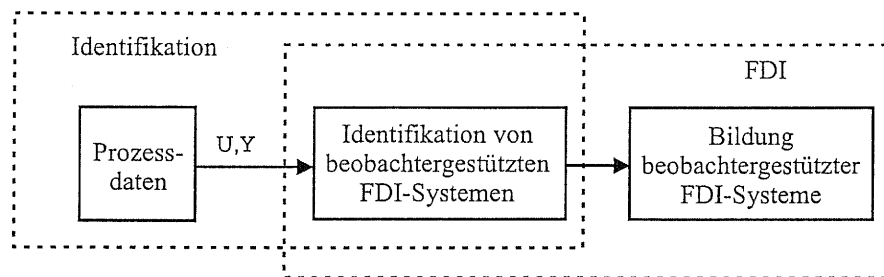 Identifikation
FDI
Prozess-
daten
U,Y
Identifikation von
beobachtergestützten
FDI-Systemen
Bildung
beobachtergestützter
FDI-Systeme